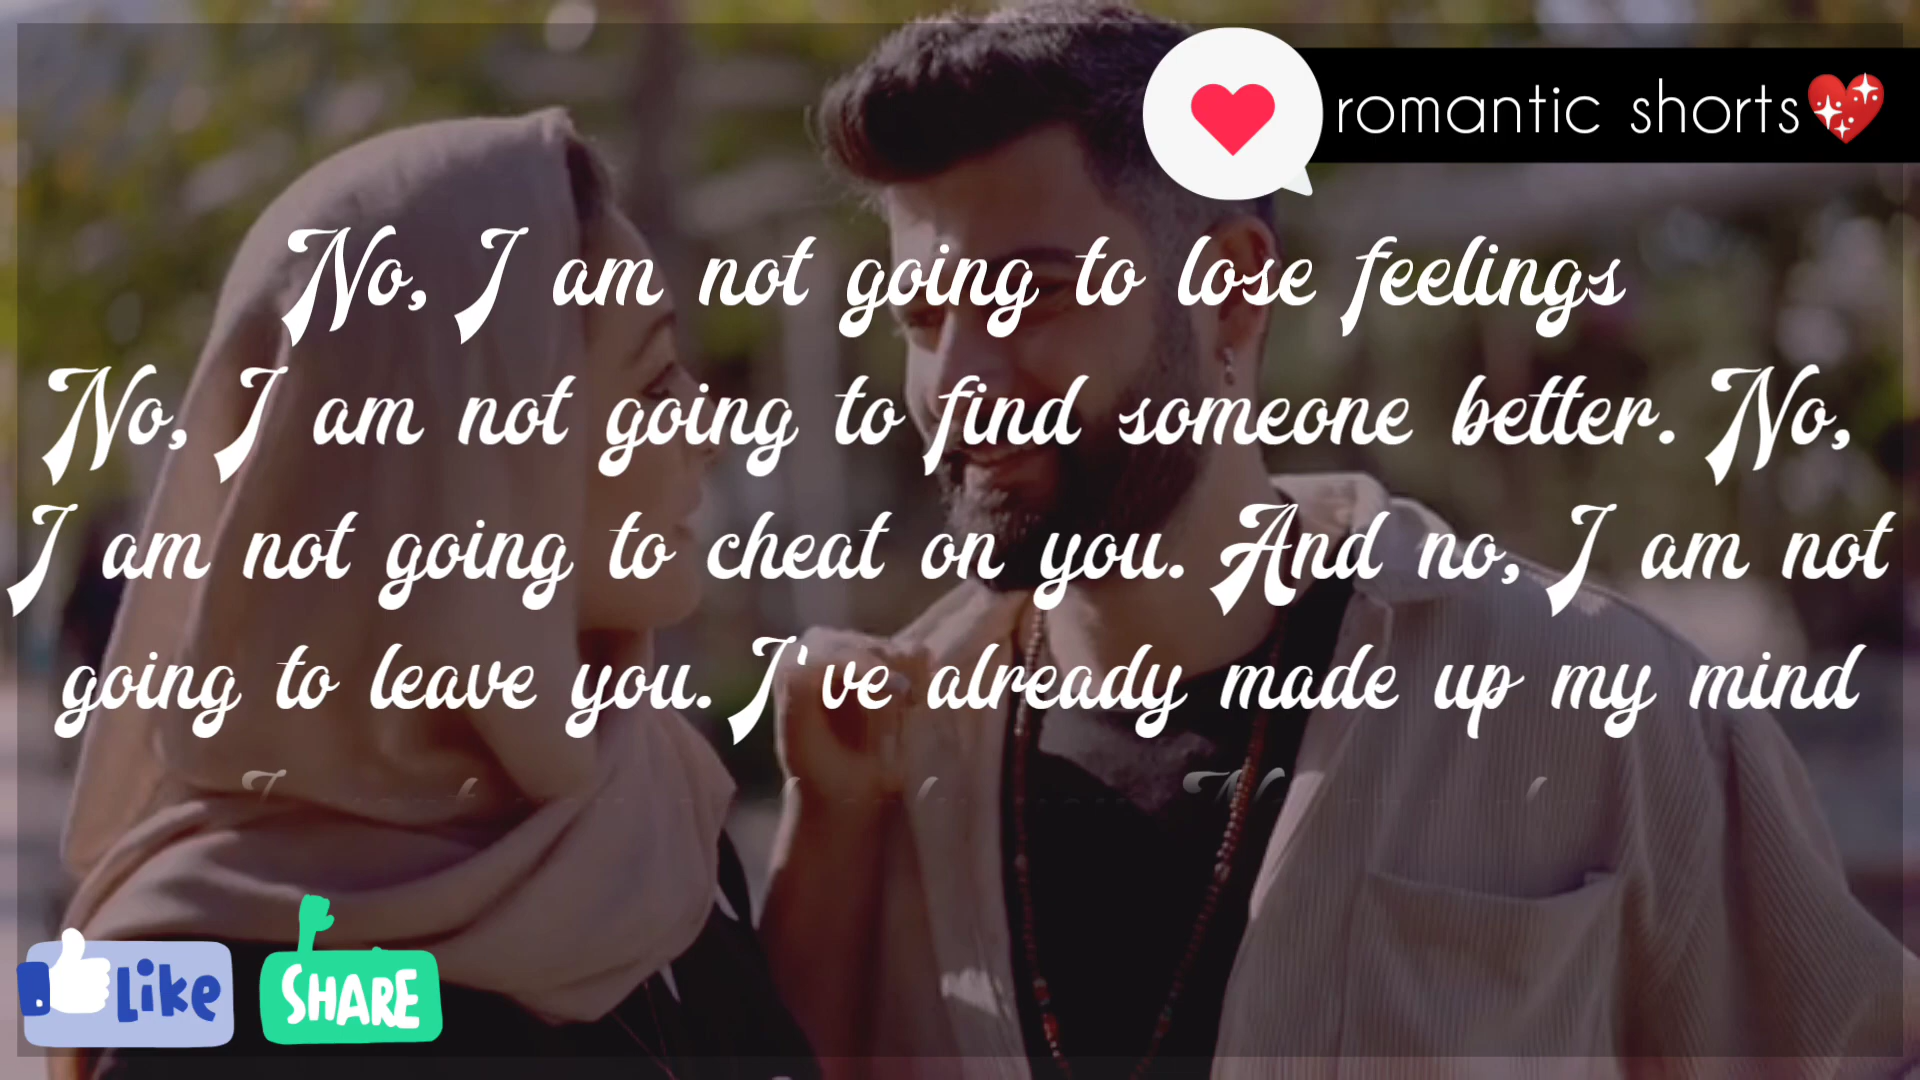 romantic shorts💖
No, I am not going to lose feelings
No, I am not going to find someone better. No,
I am not going to cheat on you. And no, I am not
going to leave you. I've already made up my mind
Like
SHARE